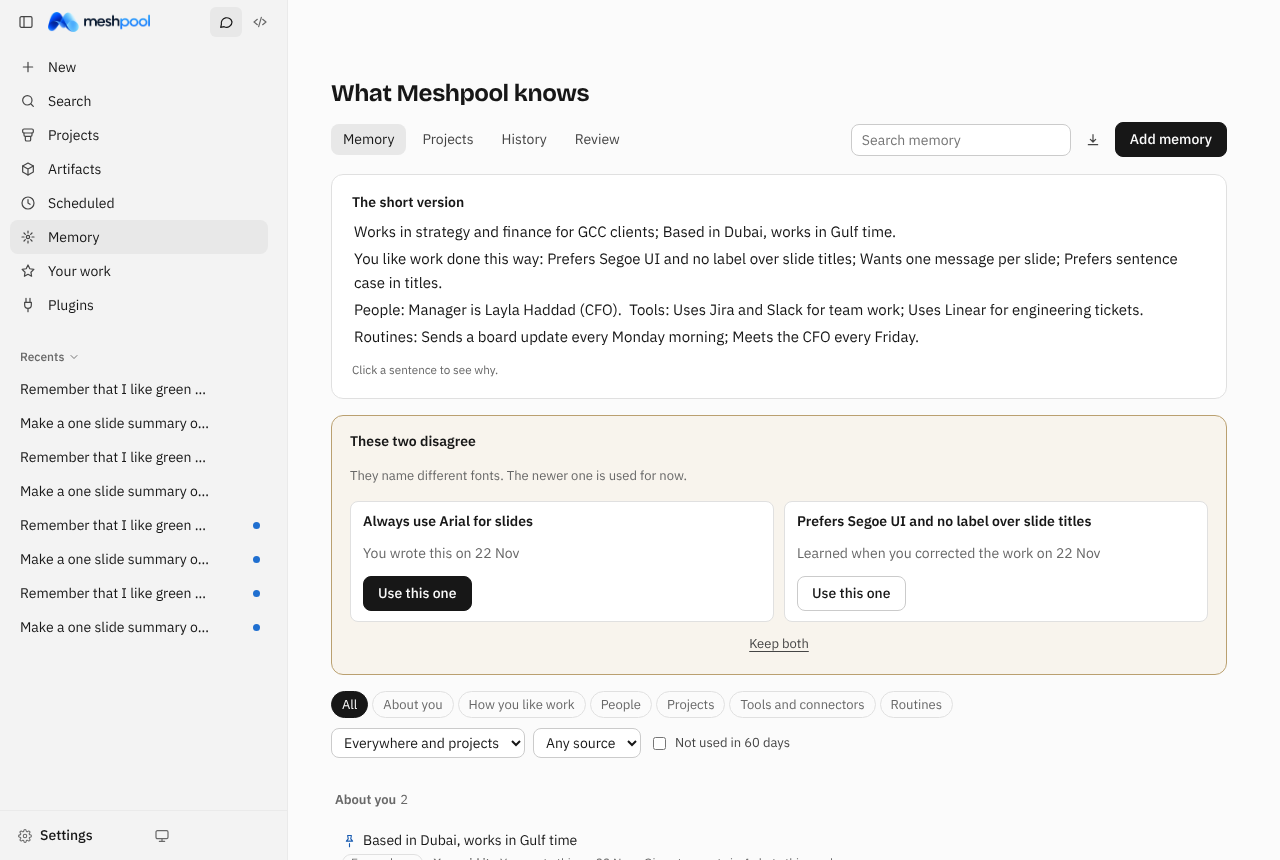 meshpool
New
Search
Projects
Artifacts
Scheduled
Memory
Your work
Plugins
Recents
Remember that I like green ...
Make a one slide summary o...
Remember that I like green ...
Make a one slide summary o...
Remember that I like green ...
Make a one slide summary o...
Remember that I like green ...
Make a one slide summary o...
Settings
What Meshpool knows
Memory Projects History Review Search memory Add memory
The short version
Works in strategy and finance for GCC clients; Based in Dubai, works in Gulf time.
You like work done this way: Prefers Segoe UI and no label over slide titles; Wants one message per slide; Prefers sentence
case in titles.
People: Manager is Layla Haddad (CFO). Tools: Uses Jira and Slack for team work; Uses Linear for engineering tickets.
Routines: Sends a board update every Monday morning; Meets the CFO every Friday.
Click a sentence to see why.
These two disagree
They name different fonts. The newer one is used for now.
Always use Arial for slides
You wrote this on 22 Nov
Use this one
Prefers Segoe UI and no label over slide titles
Learned when you corrected the work on 22 Nov
Use this one
Keep both
All About you How you like work People Projects Tools and connectors Routines
Everywhere and projects Any source Not used in 60 days
About you 2
Based in Dubai, works in Gulf time